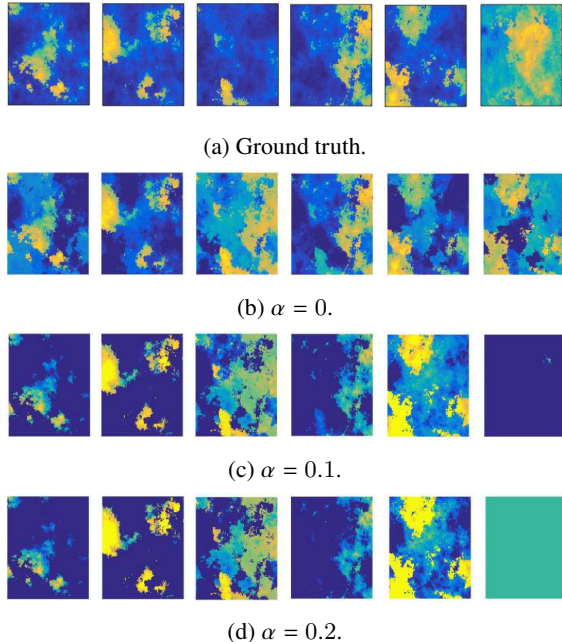 (a) Ground truth.
(b) α = 0.
(c) α = 0.1.
(d) α = 0.2.